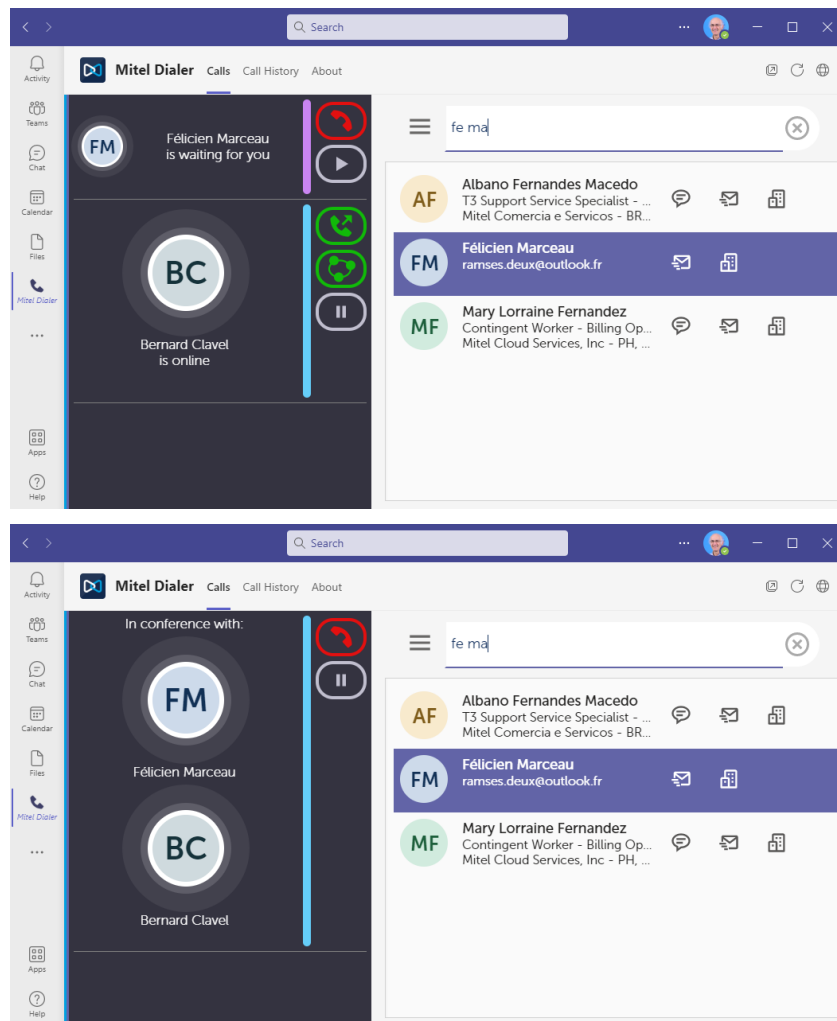 Search
Activity
Mitel Dialer Calls Call History About
Teams
Chat
Calendar
Files
Mitel Dialer
Apps
Help
FM
Félicien Marceau
is waiting for you
BC
Bernard Clavel
is online
fe ma
AF
Albano Fernandes Macedo
T3 Support Service Specialist - ...
Mitel Comercia e Servicos - BR...
FM
Félicien Marceau
ramses.deux@outlook.fr
MF
Mary Lorraine Fernandez
Contingent Worker - Billing Op...
Mitel Cloud Services, Inc - PH, ...
Search
Activity
Mitel Dialer Calls Call History About
Teams
Chat
Calendar
Files
Mitel Dialer
Apps
Help
In conference with:
FM
Félicien Marceau
BC
Bernard Clavel
fe ma
AF
Albano Fernandes Macedo
T3 Support Service Specialist - ...
Mitel Comercia e Servicos - BR...
FM
Félicien Marceau
ramses.deux@outlook.fr
MF
Mary Lorraine Fernandez
Contingent Worker - Billing Op...
Mitel Cloud Services, Inc - PH, ...